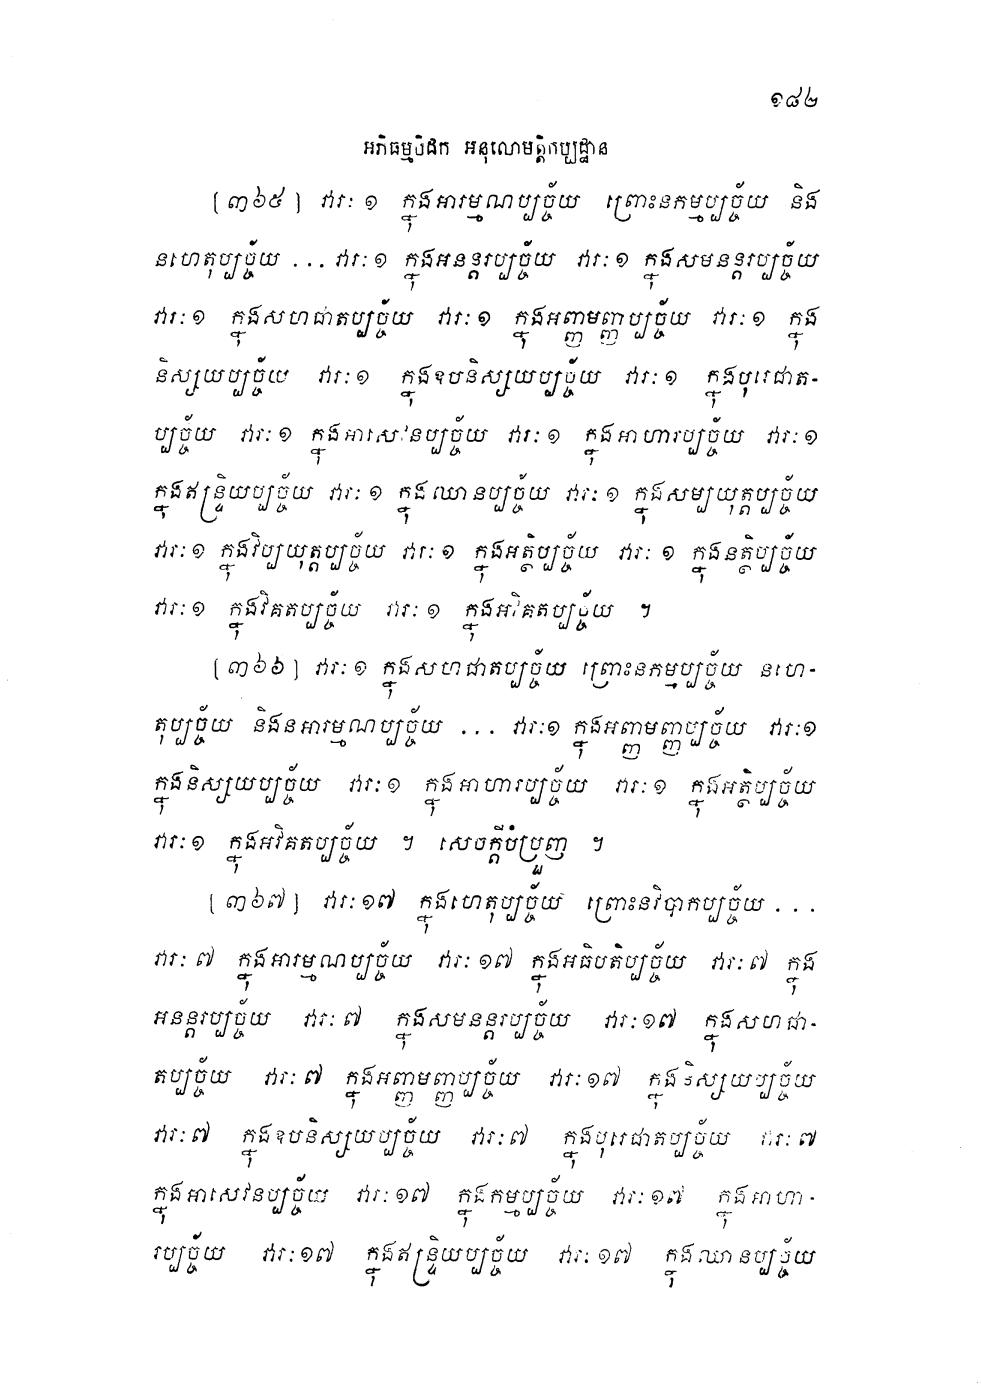 ១៨២
អភិធម្មបិដក អនុលោមត្តិកប្បដ្ឋាន
[៣៦៥] វារៈ ១ ក្នុងអារម្មណប្បច្ច័យ ព្រោះនកម្មប្បច្ច័យ និង
នហេតុប្បច្ច័យ ... វារៈ ១ ក្នុងអនន្តរប្បច្ច័យ វារៈ ១ ក្នុងសមនន្តរប្បច្ច័យ
វារៈ ១ ក្នុងសហជាតប្បច្ច័យ វារៈ ១ ក្នុងអញ្ញាមញ្ញប្បច្ច័យ វារៈ ១ ក្នុង
និស្សយប្បច្ច័យ វារៈ ១ ក្នុងឧបនិស្សយប្បច្ច័យ វារៈ ១ ក្នុងបុរេជាត-
ប្បច្ច័យ វារៈ ១ ក្នុងអាសេវនប្បច្ច័យ វារៈ ១ ក្នុងអាហារប្បច្ច័យ វារៈ ១
ក្នុងឥន្ទ្រិយប្បច្ច័យ វារៈ ១ ក្នុងឈានប្បច្ច័យ វារៈ ១ ក្នុងសម្បយុត្តប្បច្ច័យ
វារៈ ១ ក្នុងវិប្បយុត្តប្បច្ច័យ វារៈ ១ ក្នុងអត្ថិប្បច្ច័យ វារៈ ១ ក្នុងនត្ថិប្បច្ច័យ
វារៈ ១ ក្នុងវិគតប្បច្ច័យ វារៈ ១ ក្នុងអវិគតប្បច្ច័យ ។
[៣៦៦] វារៈ ១ ក្នុងសហជាតប្បច្ច័យ ព្រោះនកម្មប្បច្ច័យ នហេ-
តុប្បច្ច័យ និងនអារម្មណប្បច្ច័យ ... វារៈ ១ ក្នុងអញ្ញាមញ្ញប្បច្ច័យ វារៈ ១
ក្នុងនិស្សយប្បច្ច័យ វារៈ ១ ក្នុងអាហារប្បច្ច័យ វារៈ ១ ក្នុងអត្ថិប្បច្ច័យ
វារៈ ១ ក្នុងអវិគតប្បច្ច័យ ។ សេចក្តីបំប្រួញ ។
[៣៦៧] វារៈ ១៧ ក្នុងហេតុប្បច្ច័យ ព្រោះនវិបាកប្បច្ច័យ ...
វារៈ ៧ ក្នុងអារម្មណប្បច្ច័យ វារៈ ១៧ ក្នុងអធិបតិប្បច្ច័យ វារៈ ៧ ក្នុង
អនន្តរប្បច្ច័យ វារៈ ៧ ក្នុងសមនន្តរប្បច្ច័យ វារៈ ១៧ ក្នុងសហជា-
តប្បច្ច័យ វារៈ ៧ ក្នុងអញ្ញាមញ្ញប្បច្ច័យ វារៈ ១៧ ក្នុងនិស្សយប្បច្ច័យ
វារៈ ៧ ក្នុងឧបនិស្សយប្បច្ច័យ វារៈ ៧ ក្នុងបុរេជាតប្បច្ច័យ វារៈ ៧
ក្នុងអាសេវនប្បច្ច័យ វារៈ ១៧ ក្នុងកម្មប្បច្ច័យ វារៈ ១៧ ក្នុងអាហា-
រប្បច្ច័យ វារៈ ១៧ ក្នុងឥន្ទ្រិយប្បច្ច័យ វារៈ ១៧ ក្នុងឈានប្បច្ច័យ